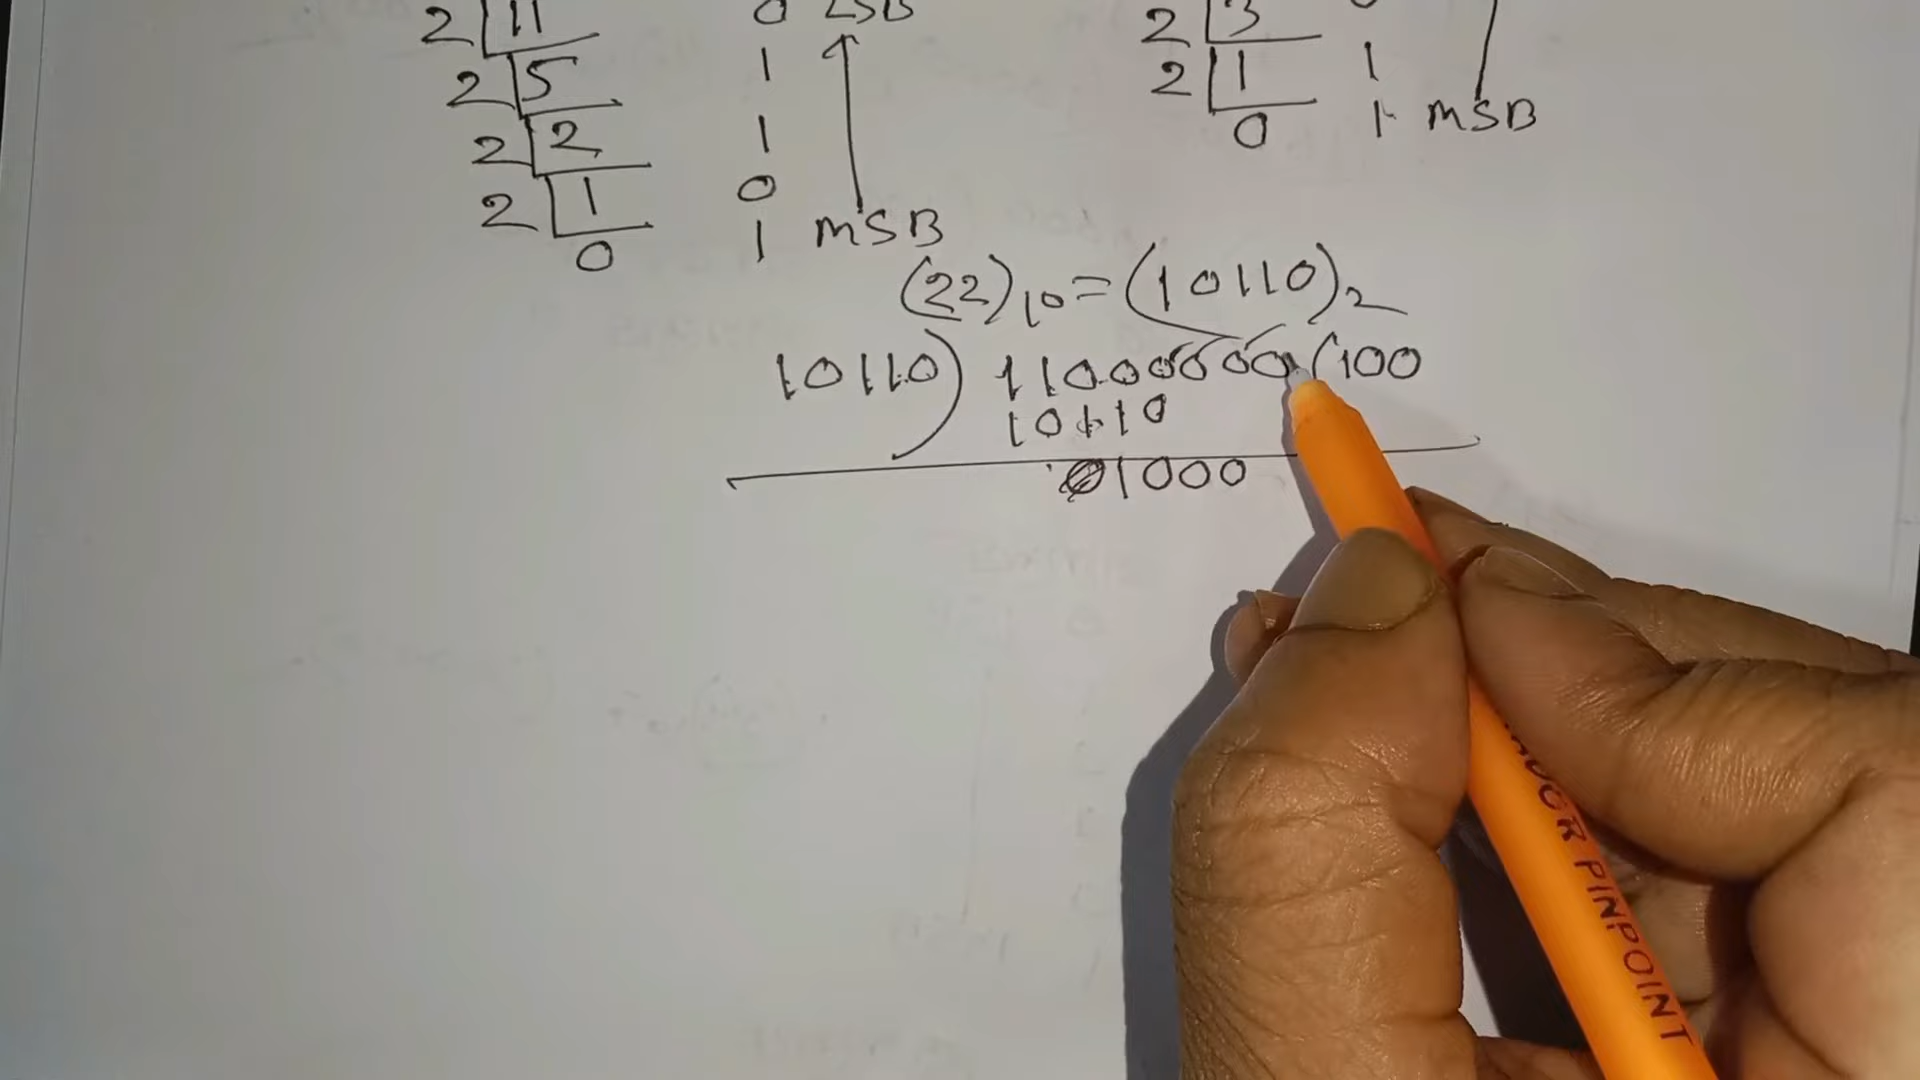 2 11 0 LSB 2 3 0
2 5 1 2 1 1
2 2 1 0 1 MSB
2 1 0
0 1 MSB
(22)10=(10110)2
10110) 110000000 (100
10110
01000
PINPOINT